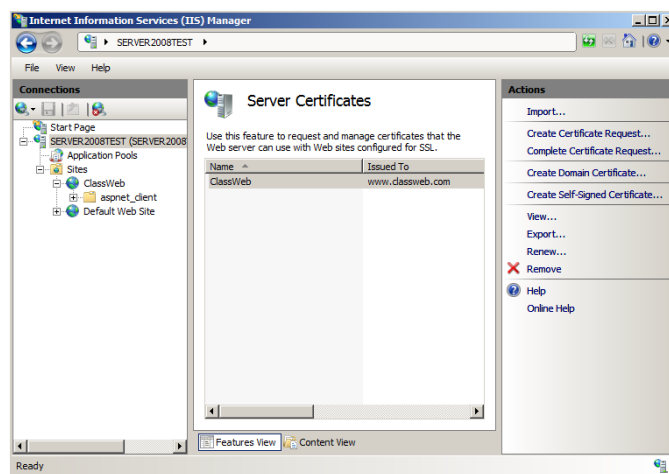 Internet Information Services (IIS) Manager
SERVER2008TEST
File View Help
Connections
Start Page
SERVER2008TEST (SERVER2008
Application Pools
Sites
ClassWeb
aspnet_client
Default Web Site
Server Certificates
Use this feature to request and manage certificates that the
Web server can use with Web sites configured for SSL.
Name Issued To
ClassWeb www.classweb.com
Features View Content View
Actions
Import...
Create Certificate Request...
Complete Certificate Request...
Create Domain Certificate...
Create Self-Signed Certificate...
View...
Export...
Renew...
Remove
Help
Online Help
Ready